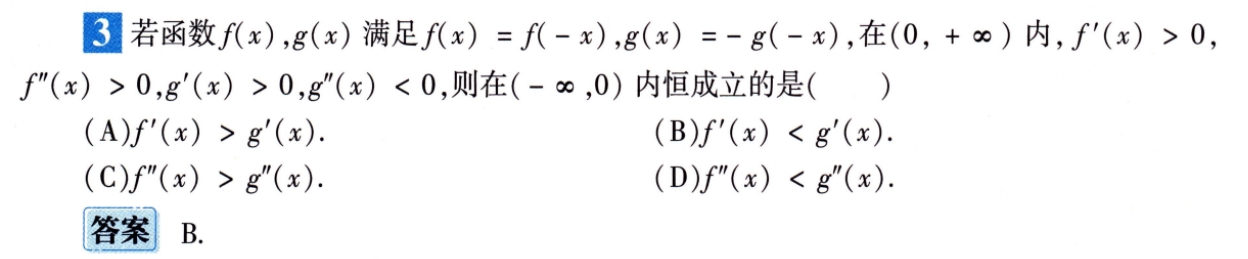 3 若函数f(x),g(x) 满足f(x) = f(-x),g(x) = -g(-x),在(0, +∞) 内,f′(x) > 0,
f″(x) > 0,g′(x) > 0,g″(x) < 0,则在(-∞,0) 内恒成立的是( )
(A)f′(x) > g′(x). (B)f′(x) < g′(x).
(C)f″(x) > g″(x). (D)f″(x) < g″(x).
答案 B.